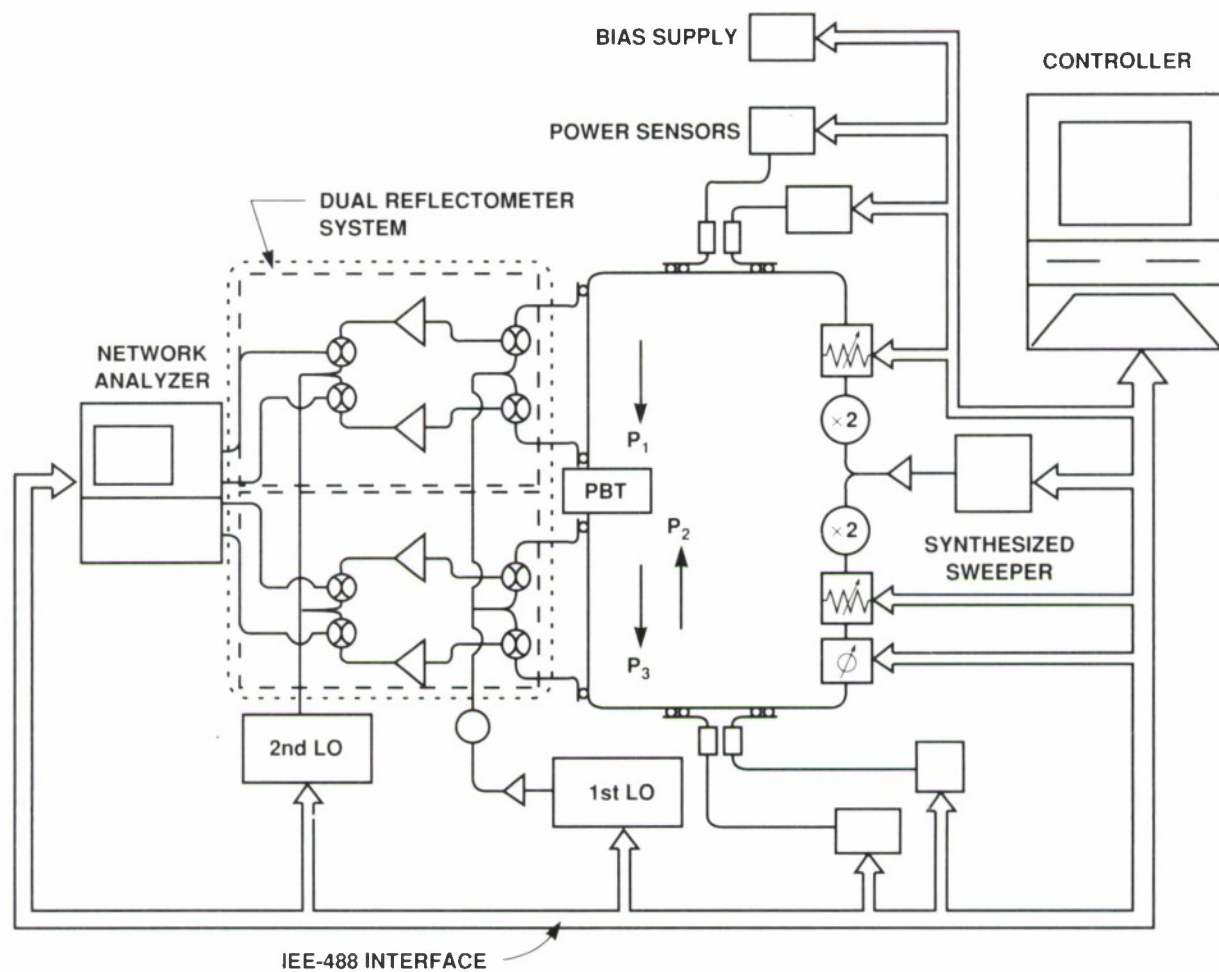 BIAS SUPPLY
CONTROLLER
POWER SENSORS
DUAL REFLECTOMETER
SYSTEM
NETWORK
ANALYZER
P1
×2
PBT
P2
×2
SYNTHESIZED
SWEEPER
P3
∅
2nd LO
1st LO
IEE-488 INTERFACE